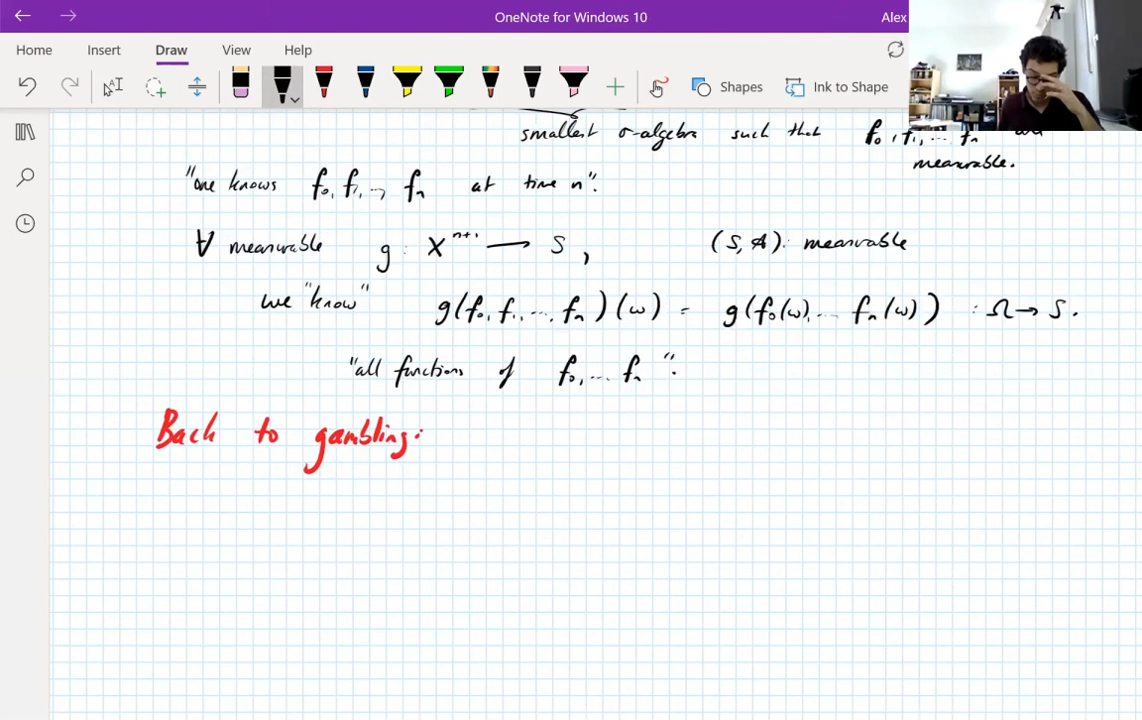 OneNote for Windows 10
Alex
Home Insert Draw View Help
Shapes Ink to Shape
smallest σ-algebra such that f₀, f₁, ... fₙ
measurable.
"one knows f₀, f₁, ..., fₙ at time n".
∀ measurable g: Xⁿ⁺¹ → S, (S, A): measurable
we "know" g(f₀, f₁, ..., fₙ)(ω) = g(f₀(ω), ... fₙ(ω)) : Ω → S.
"all functions of f₀, ... fₙ".
Back to gambling: